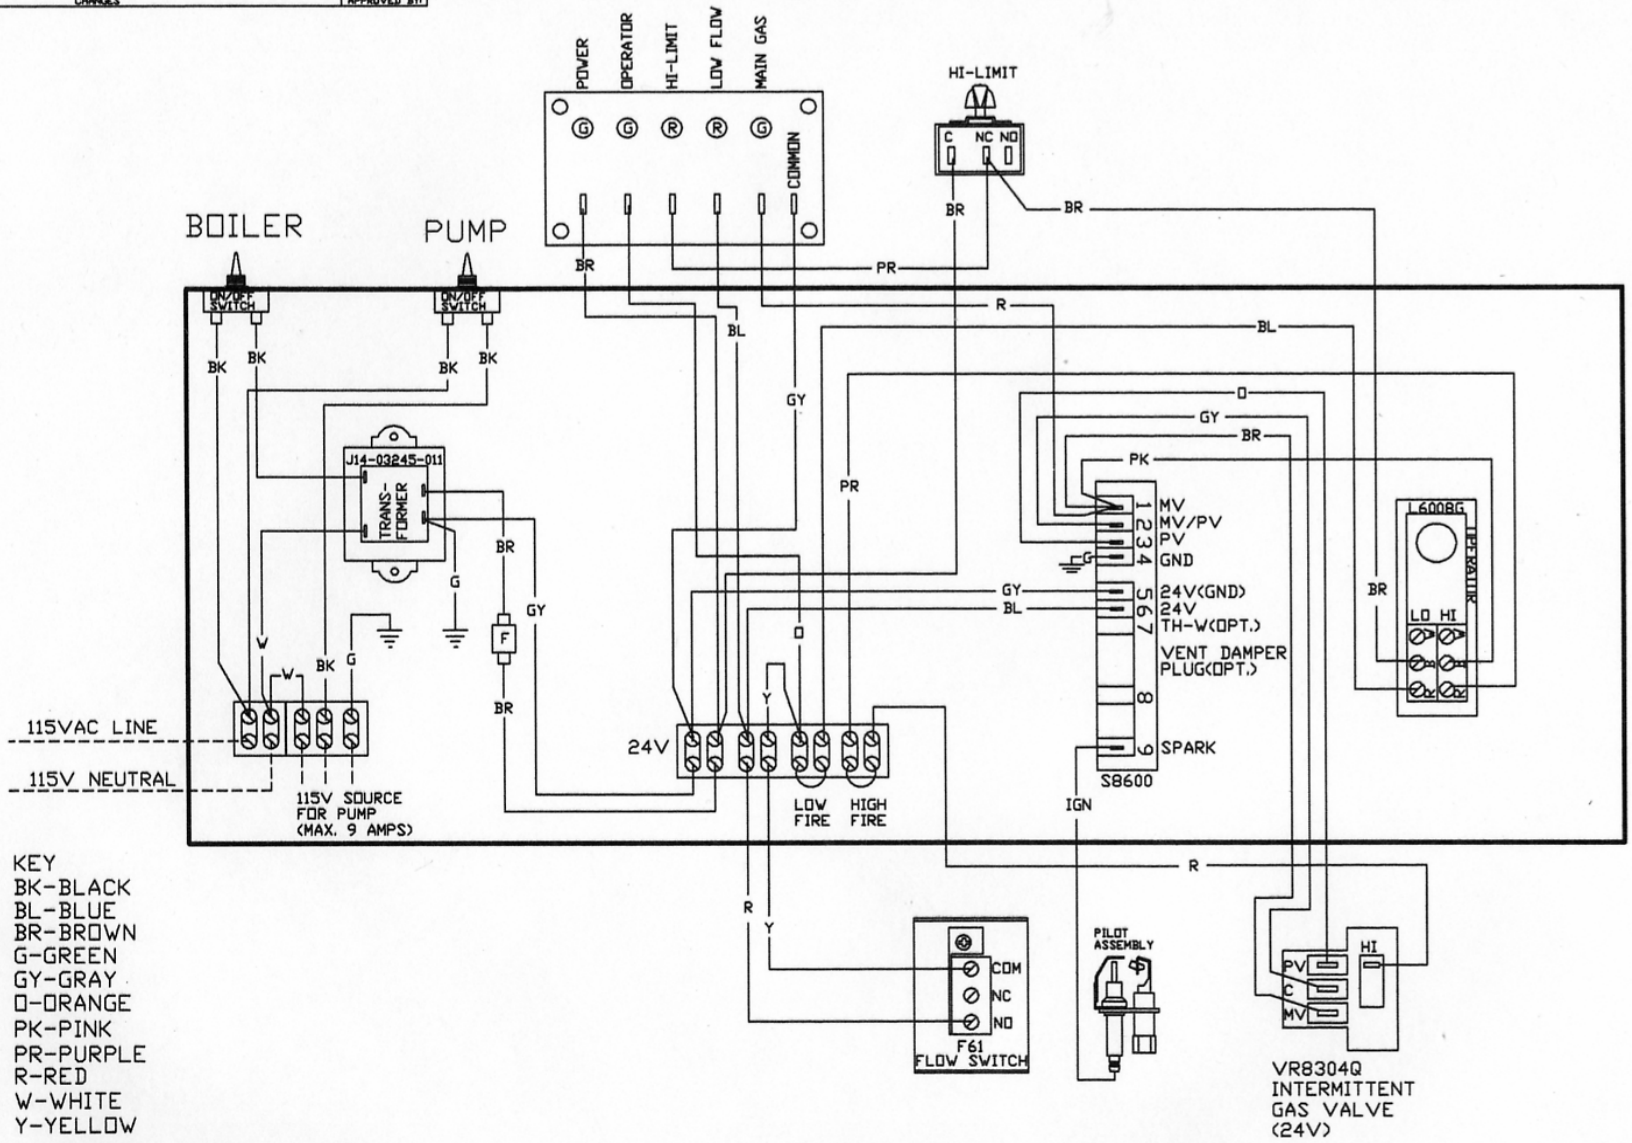 CHANGES
APPROVED BY:
POWER
OPERATOR
HI-LIMIT
LOW FLOW
MAIN GAS
G
G
R
R
G
COMMON
HI-LIMIT
C NC NO
BR
BR
BR
PR
BOILER
PUMP
ON/OFF
SWITCH
ON/OFF
SWITCH
R
BL
BL
BK
BK
BK
BK
GY
O
GY
BR
PK
J14-03245-011
TRANS-
FORMER
PR
1 MV
2 MV/PV
3 PV
4 GND
G
L6008G
OPERATOR
BR
G
GY
GY
BL
5 24V(GND)
6 24V
7 TH-W(OPT.)
BR
LO HI
W
W
R
B
R
F
O
W
BK
G
W
VENT DAMPER
PLUG(OPT.)
8
Y
BR
115VAC LINE
24V
9 SPARK
S8600
115V NEUTRAL
115V SOURCE
FOR PUMP
(MAX. 9 AMPS)
LOW
FIRE
HIGH
FIRE
IGN
R
KEY
BK-BLACK
BL-BLUE
BR-BROWN
G-GREEN
GY-GRAY
O-ORANGE
PK-PINK
PR-PURPLE
R-RED
W-WHITE
Y-YELLOW
R
Y
COM
NC
NO
F61
FLOW SWITCH
PILOT
ASSEMBLY
HI
PV
C
MV
VR8304Q
INTERMITTENT
GAS VALVE
(24V)